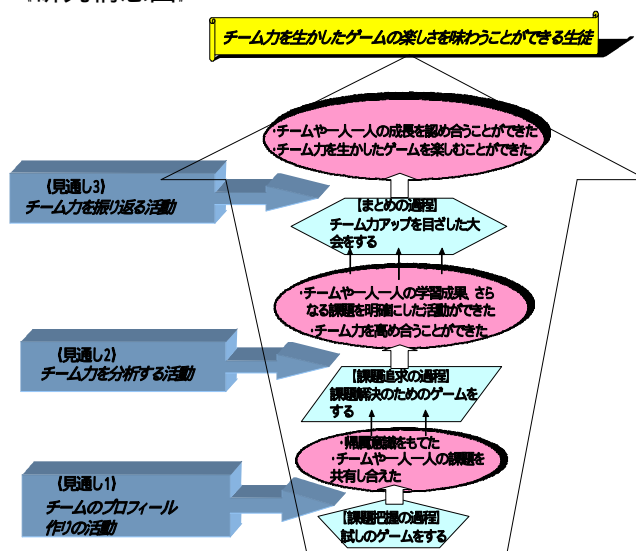 チーム力を生かしたゲームの楽しさを味わうことができる生徒
・チームや一人一人の成長を認め合うことができた
・チーム力を生かしたゲームを楽しむことができた
(見通し3)
チーム力を振り返る活動
【まとめの過程】
チーム力アップを目ざした大
会をする
・チームや一人一人の学習成果、さら
なる課題を明確にした活動ができた
・チーム力を高め合うことができた
(見通し2)
チーム力を分析する活動
【課題追求の過程】
課題解決のためのゲームを
する
・帰属意識をもてた
・チームや一人一人の課題を
共有し合えた
(見通し1)
チームのプロフィール
作りの活動
【課題把握の過程】
試しのゲームをする